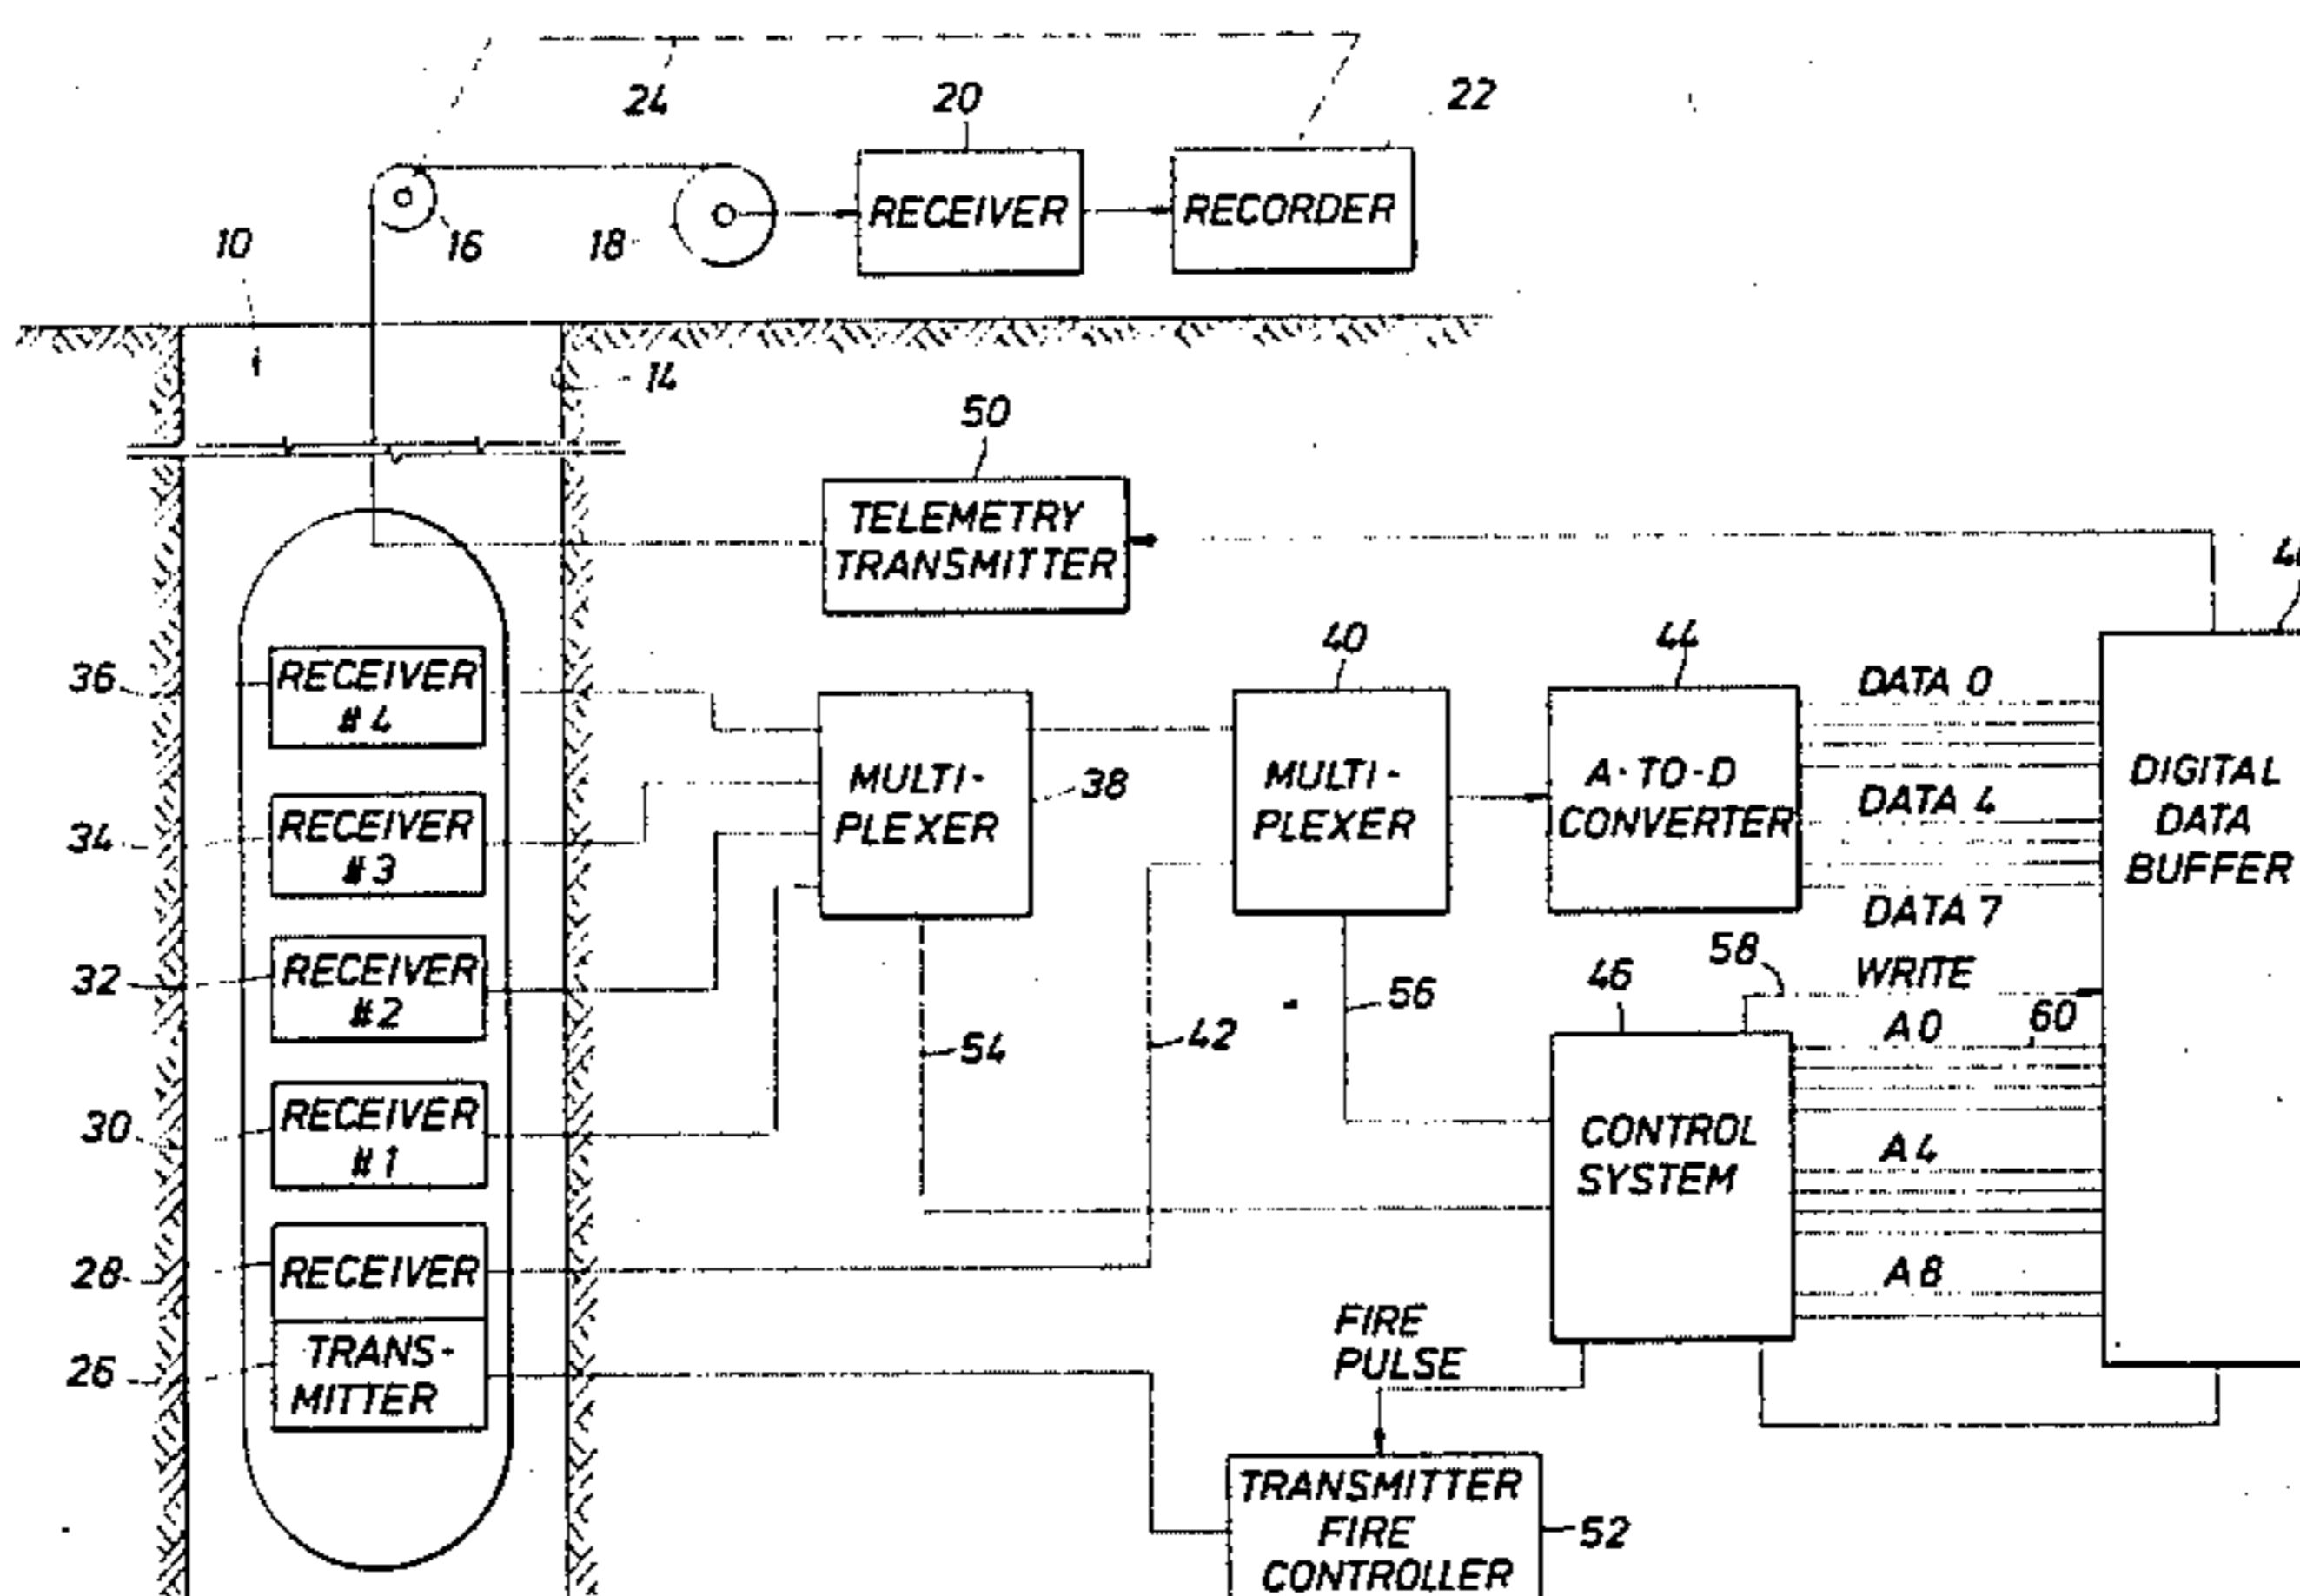 24
20
22
RECEIVER
RECORDER
10
16
18
14
50
TELEMETRY
TRANSMITTER
40
44
36
RECEIVER
#4
DATA 0
MULTI-
PLEXER
38
MULTI-
PLEXER
A-TO-D
CONVERTER
DATA 4
DIGITAL
DATA
BUFFER
34
RECEIVER
#3
DATA 7
58
WRITE
32
RECEIVER
#2
46
56
54
42
A0
60
30
RECEIVER
#1
CONTROL
SYSTEM
A4
28
RECEIVER
A8
26
TRANS-
MITTER
FIRE
PULSE
TRANSMITTER
FIRE
CONTROLLER
52